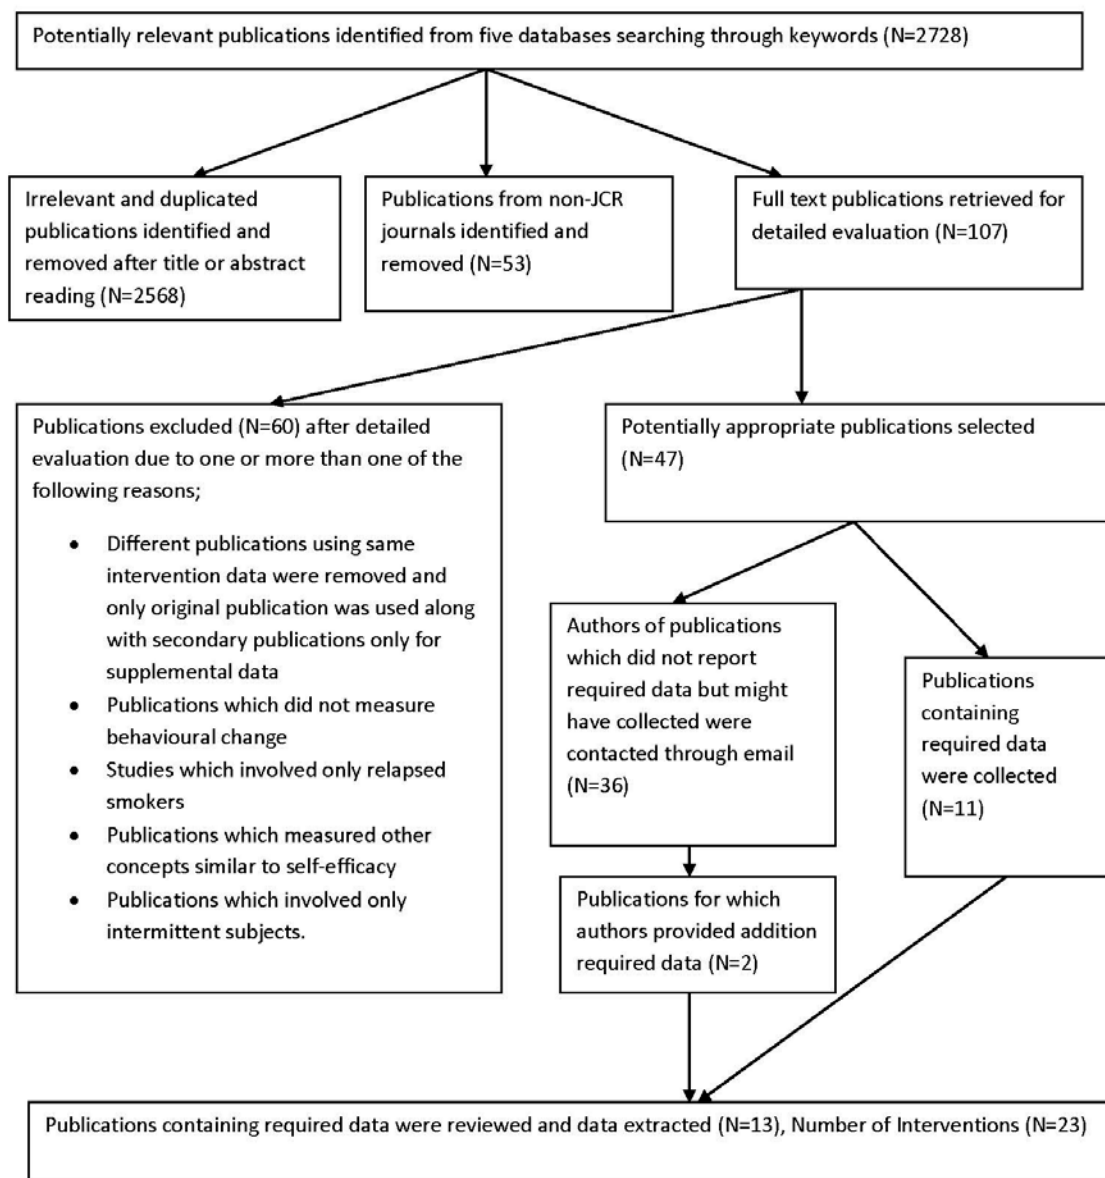 Potentially relevant publications identified from five databases searching through keywords (N=2728)
Irrelevant and duplicated
publications identified and
removed after title or abstract
reading (N=2568)
Publications from non-JCR
journals identified and
removed (N=53)
Full text publications retrieved for
detailed evaluation (N=107)
Publications excluded (N=60) after detailed
evaluation due to one or more than one of the
following reasons;
• Different publications using same
intervention data were removed and
only original publication was used along
with secondary publications only for
supplemental data
• Publications which did not measure
behavioural change
• Studies which involved only relapsed
smokers
• Publications which measured other
concepts similar to self-efficacy
• Publications which involved only
intermittent subjects.
Potentially appropriate publications selected
(N=47)
Authors of publications
which did not report
required data but might
have collected were
contacted through email
(N=36)
Publications
containing
required data
were collected
(N=11)
Publications for which
authors provided addition
required data (N=2)
Publications containing required data were reviewed and data extracted (N=13), Number of Interventions (N=23)